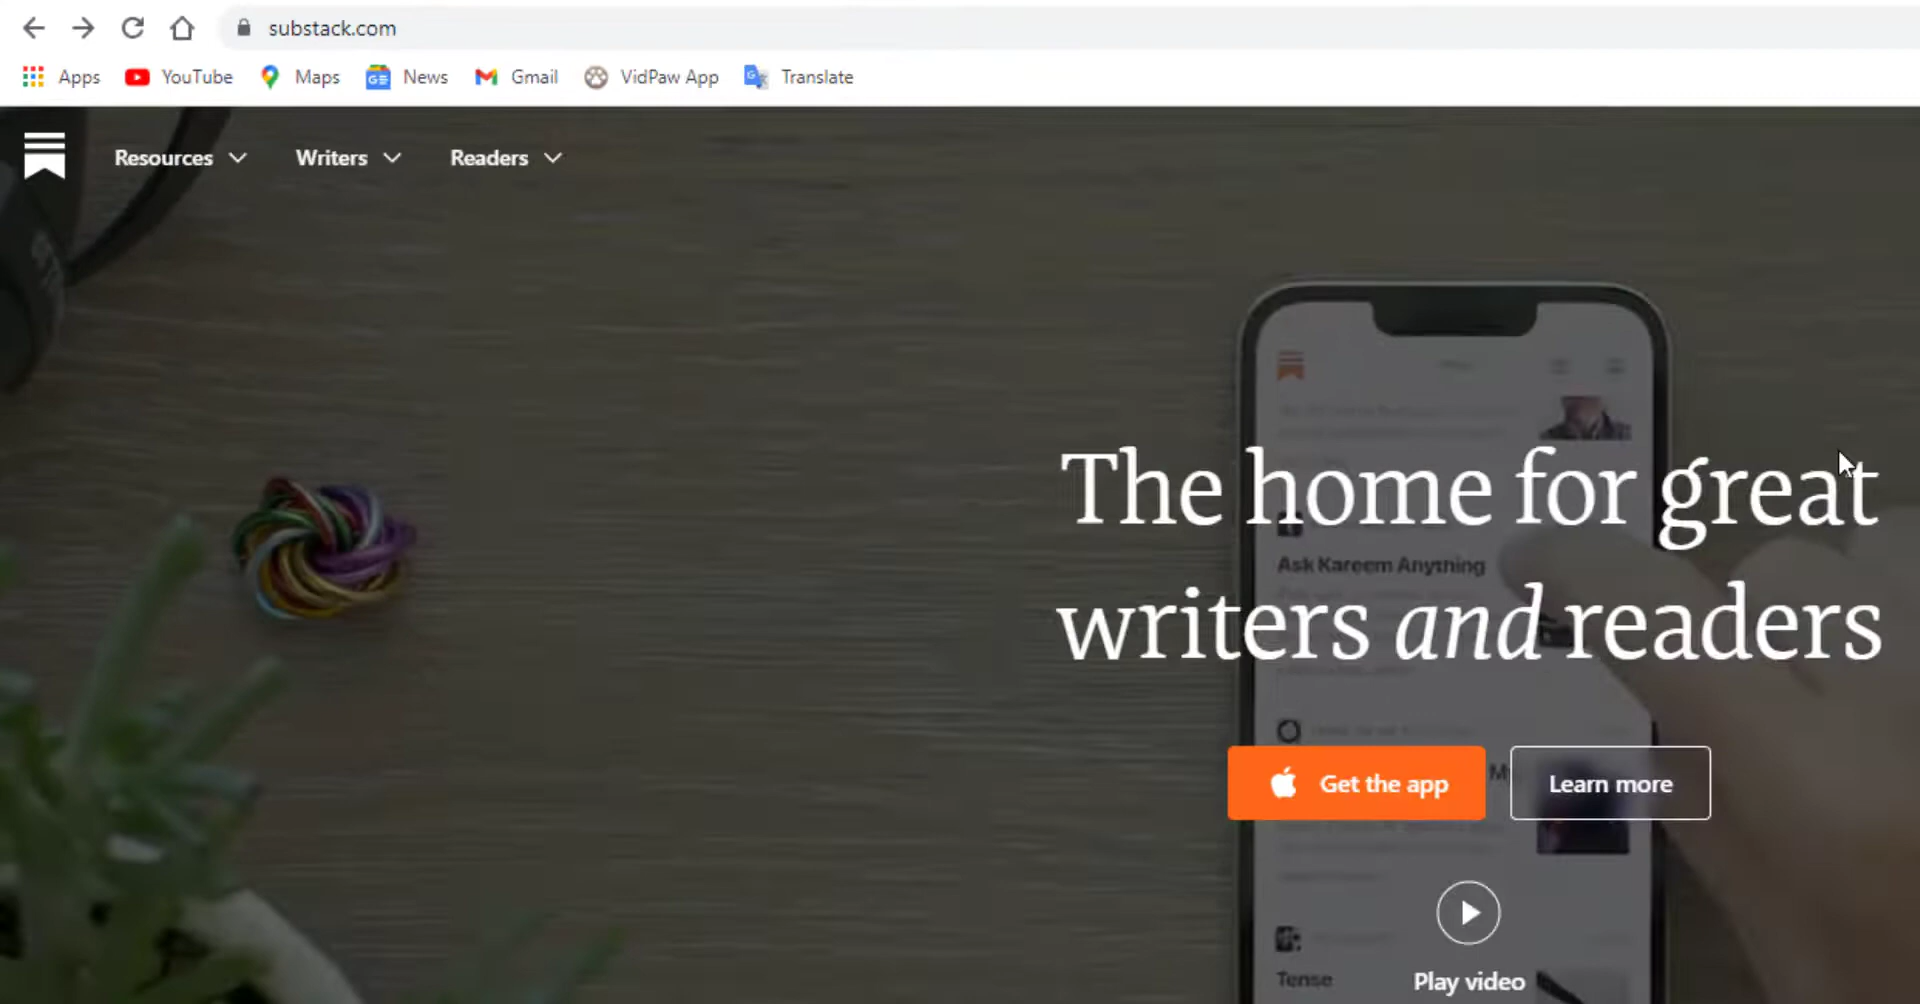 substack.com
Apps YouTube Maps News Gmail VidPaw App Translate
Resources Writers Readers
The home for great
Ask Kareem Anything
writers and readers
Get the app Learn more
Tense
Play video